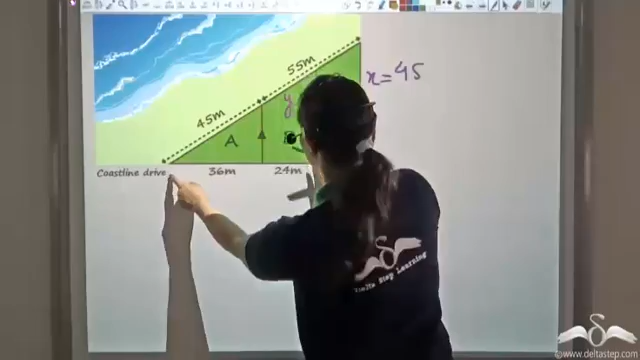 55m
x=45
45m
y
A
Coastline drive
36m
24m
Delta Step Learning
©www.deltastep.com